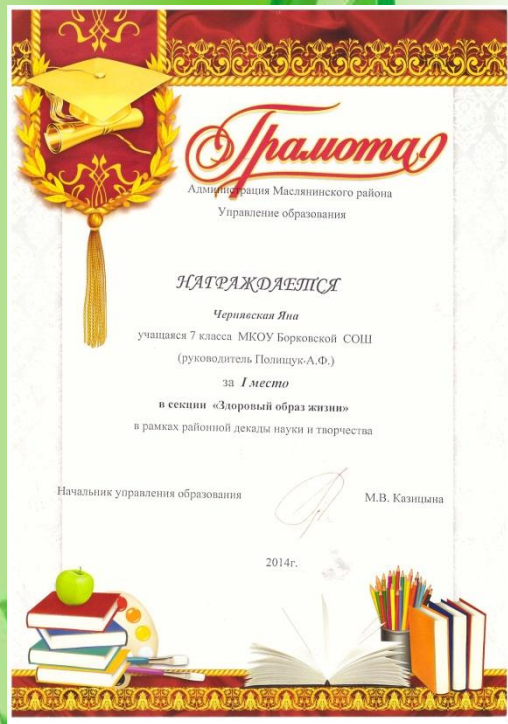 Грамота
Администрация Маслянинского района
Управление образования
НАГРАЖДАЕТСЯ
Чернявская Яна
учащаяся 7 класса МКОУ Борковской СОШ
(руководитель Полищук-А.Ф.)
за I место
в секции «Здоровый образ жизни»
в рамках районной декады науки и творчества
Начальник управления образования М.В. Казицына
2014г.